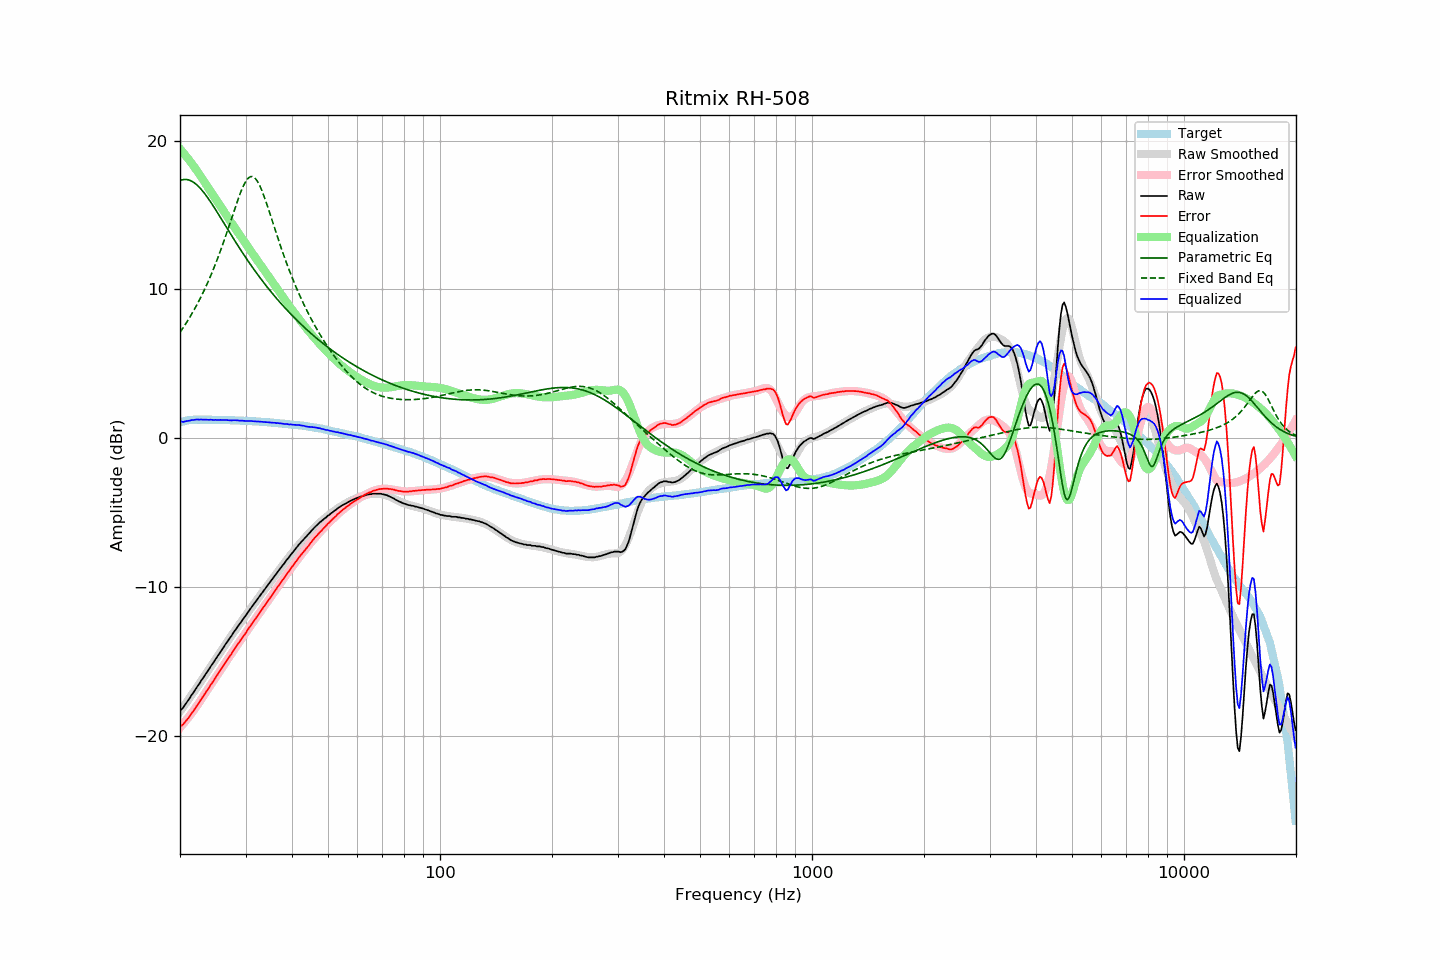 Ritmix RH-508
20
10
0
−10
−20
Amplitude (dBr)
100
1000
10000
Frequency (Hz)
Target
Raw Smoothed
Error Smoothed
Raw
Error
Equalization
Parametric Eq
Fixed Band Eq
Equalized